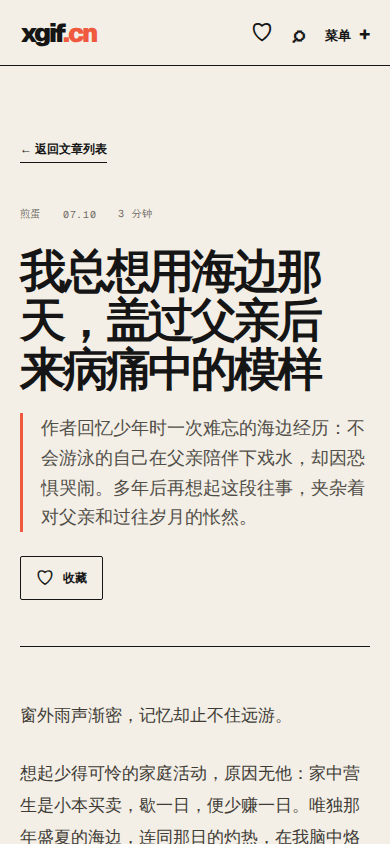 xgif.cn
菜单 +
← 返回文章列表
煎蛋 07.10 3 分钟
我总想用海边那
天，盖过父亲后
来病痛中的模样
作者回忆少年时一次难忘的海边经历：不
会游泳的自己在父亲陪伴下戏水，却因恐
惧哭闹。多年后再想起这段往事，夹杂着
对父亲和过往岁月的怅然。
收藏
窗外雨声渐密，记忆却止不住远游。
想起少得可怜的家庭活动，原因无他：家中营
生是小本买卖，歇一日，便少赚一日。唯独那
年盛夏的海边，连同那日的灼热，在我脑中烙